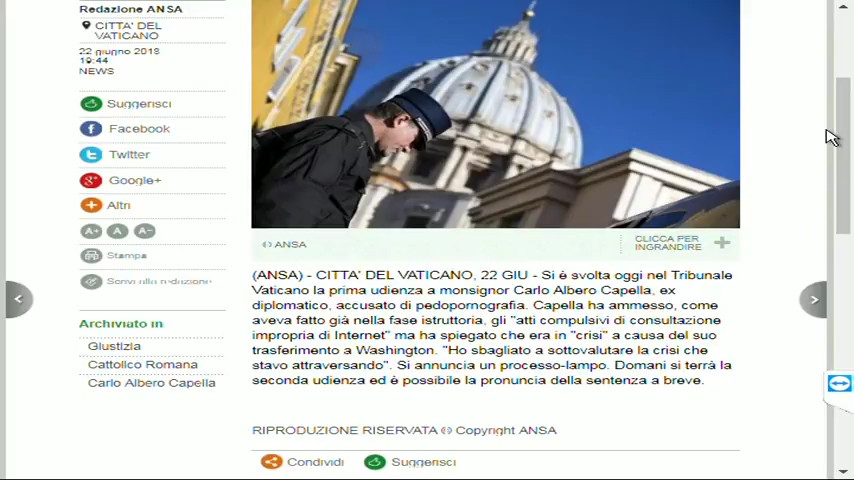 Redazione ANSA
CITTA' DEL
VATICANO
22 giugno 2018
19:44
NEWS
Suggerisci
Facebook
Twitter
Google+
Altri
A+ A A-
Stampa
Scrivi alla redazione
Archiviato in
Giustizia
Cattolico Romana
Carlo Albero Capella
ANSA
CLICCA PER
INGRANDIRE
(ANSA) - CITTA' DEL VATICANO, 22 GIU - Si è svolta oggi nel Tribunale
Vaticano la prima udienza a monsignor Carlo Albero Capella, ex
diplomatico, accusato di pedopornografia. Capella ha ammesso, come
aveva fatto già nella fase istruttoria, gli "atti compulsivi di consultazione
impropria di Internet" ma ha spiegato che era in "crisi" a causa del suo
trasferimento a Washington. "Ho sbagliato a sottovalutare la crisi che
stavo attraversando". Si annuncia un processo-lampo. Domani si terrà la
seconda udienza ed è possibile la pronuncia della sentenza a breve.
RIPRODUZIONE RISERVATA © Copyright ANSA
Condividi
Suggerisci